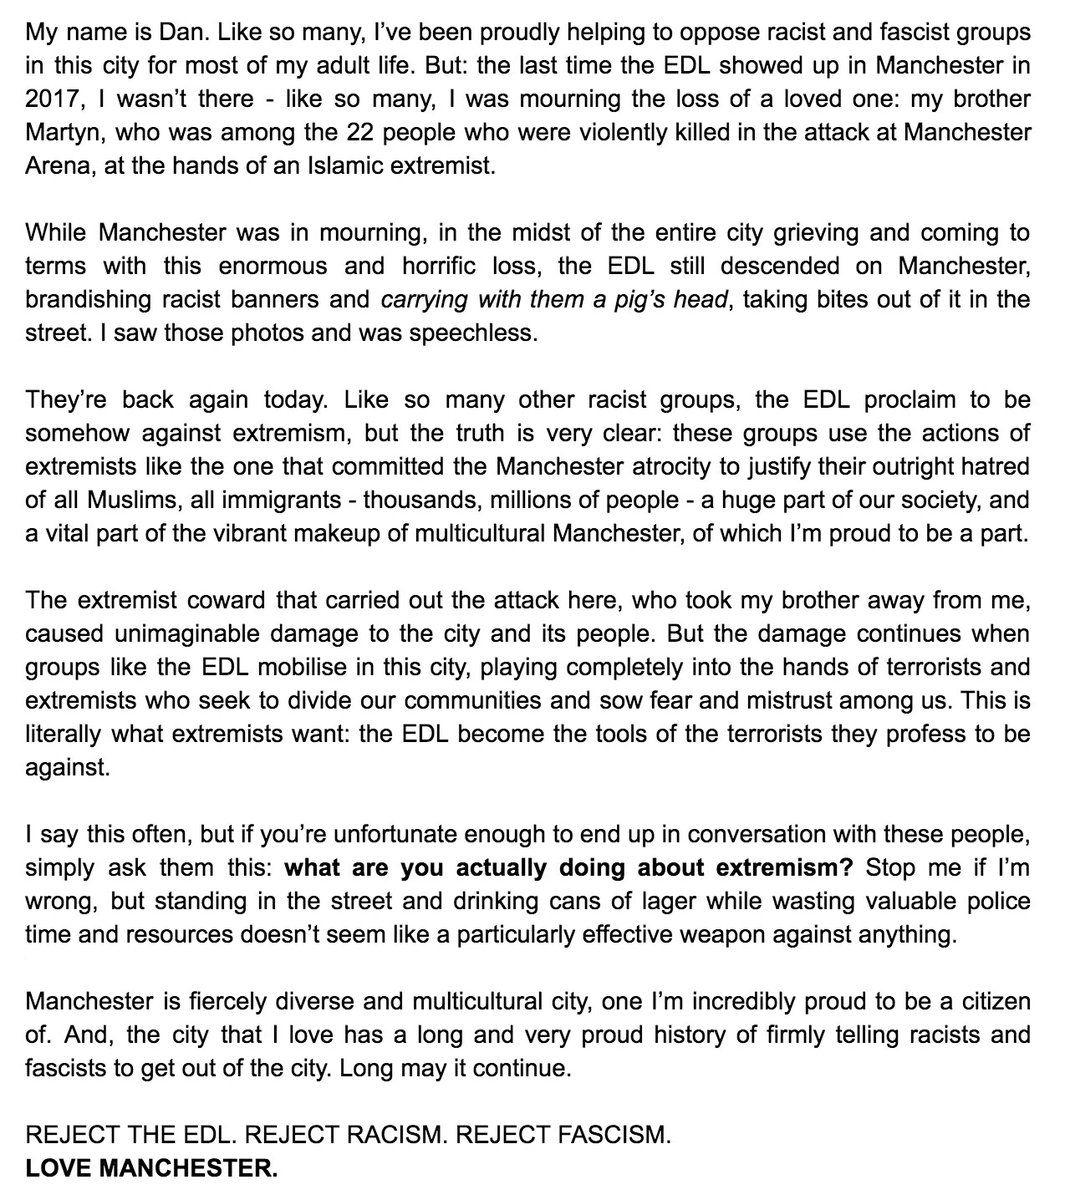 My name is Dan. Like so many, I’ve been proudly helping to oppose racist and fascist groups
in this city for most of my adult life. But: the last time the EDL showed up in Manchester in
2017, I wasn’t there - like so many, I was mourning the loss of a loved one: my brother
Martyn, who was among the 22 people who were violently killed in the attack at Manchester
Arena, at the hands of an Islamic extremist.
While Manchester was in mourning, in the midst of the entire city grieving and coming to
terms with this enormous and horrific loss, the EDL still descended on Manchester,
brandishing racist banners and carrying with them a pig’s head, taking bites out of it in the
street. I saw those photos and was speechless.
They’re back again today. Like so many other racist groups, the EDL proclaim to be
somehow against extremism, but the truth is very clear: these groups use the actions of
extremists like the one that committed the Manchester atrocity to justify their outright hatred
of all Muslims, all immigrants - thousands, millions of people - a huge part of our society, and
a vital part of the vibrant makeup of multicultural Manchester, of which I’m proud to be a part.
The extremist coward that carried out the attack here, who took my brother away from me,
caused unimaginable damage to the city and its people. But the damage continues when
groups like the EDL mobilise in this city, playing completely into the hands of terrorists and
extremists who seek to divide our communities and sow fear and mistrust among us. This is
literally what extremists want: the EDL become the tools of the terrorists they profess to be
against.
I say this often, but if you’re unfortunate enough to end up in conversation with these people,
simply ask them this: what are you actually doing about extremism? Stop me if I’m
wrong, but standing in the street and drinking cans of lager while wasting valuable police
time and resources doesn’t seem like a particularly effective weapon against anything.
Manchester is fiercely diverse and multicultural city, one I’m incredibly proud to be a citizen
of. And, the city that I love has a long and very proud history of firmly telling racists and
fascists to get out of the city. Long may it continue.
REJECT THE EDL. REJECT RACISM. REJECT FASCISM.
LOVE MANCHESTER.